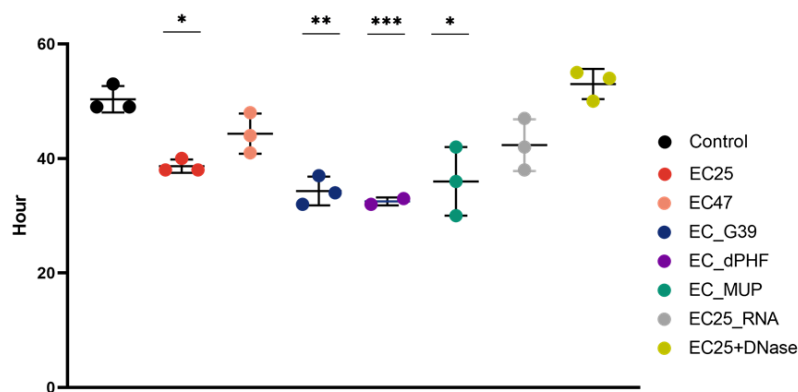 * ** *** *
60
40
20
0
Hour
Control
EC25
EC47
EC_G39
EC_dPHF
EC_MUP
EC25_RNA
EC25+DNase